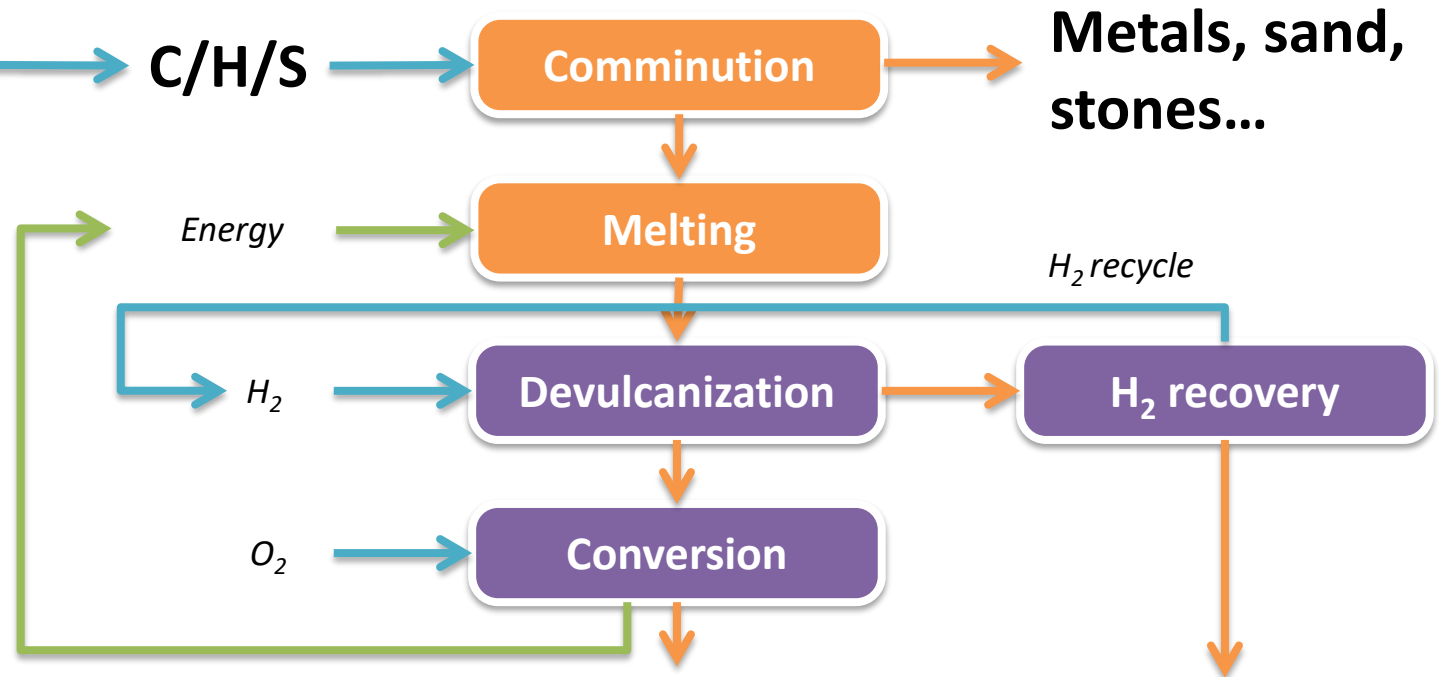 C/H/S
Comminution
Metals, sand,
stones...
Energy
Melting
H₂ recycle
H₂
Devulcanization
H₂ recovery
O₂
Conversion